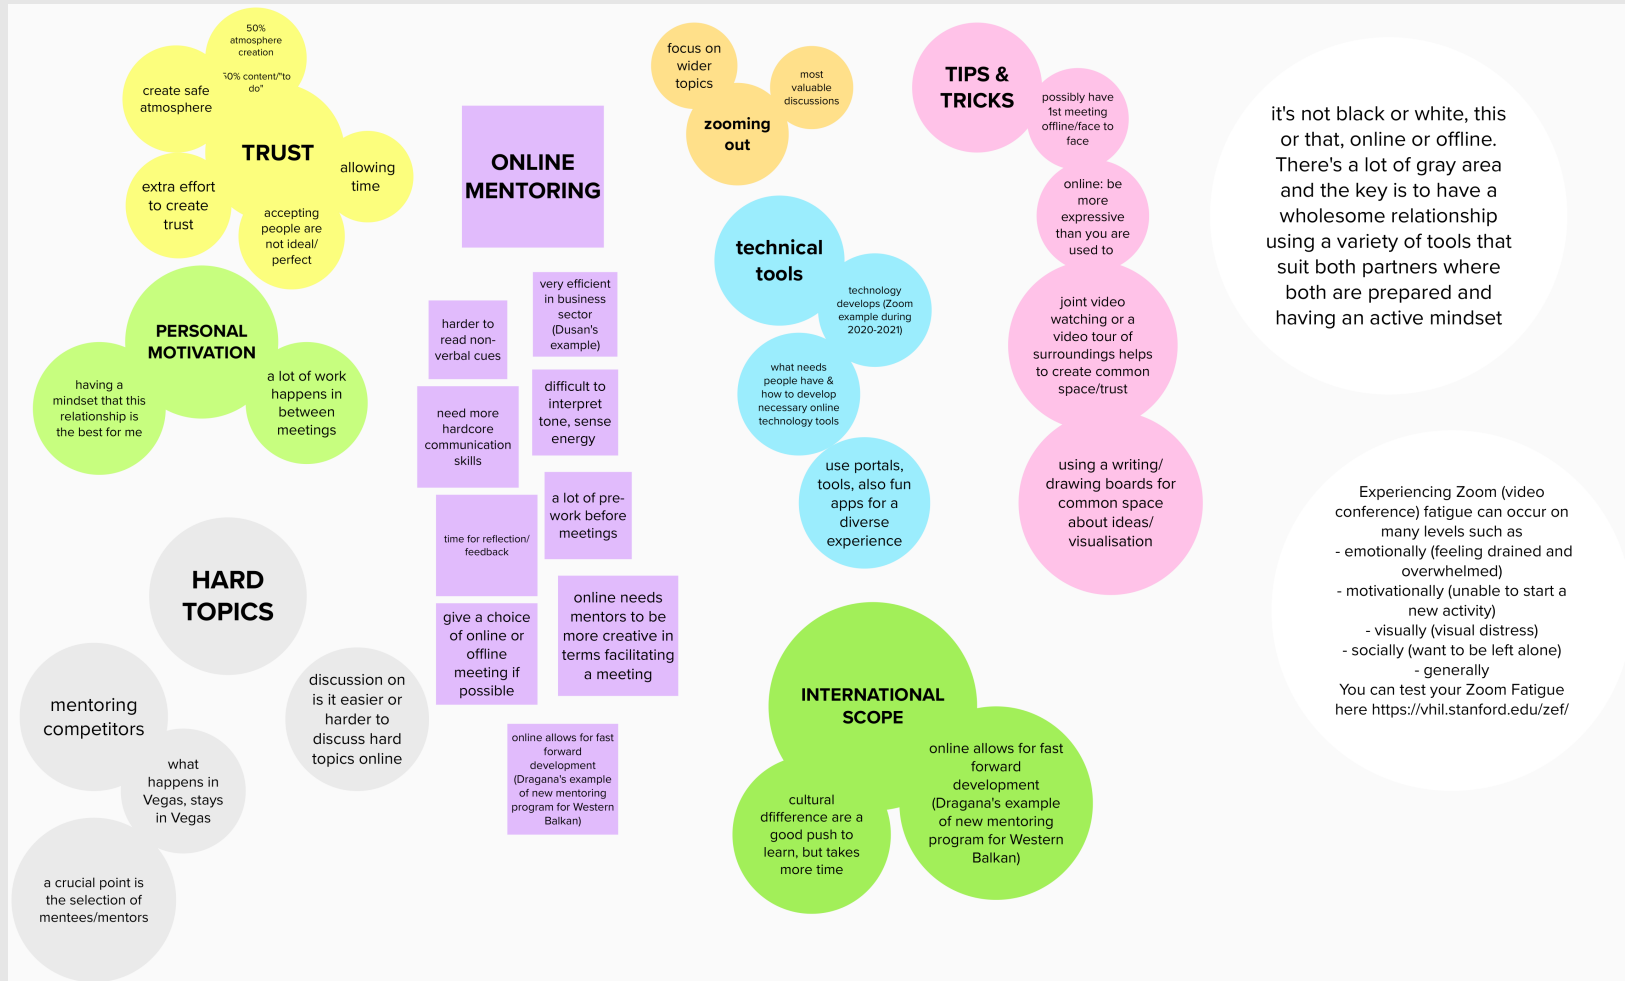 50%
atmosphere
creation
50% content/"to
do"
create safe
atmosphere
TRUST
allowing
time
extra effort
to create
trust
accepting
people are
not ideal/
perfect
PERSONAL
MOTIVATION
having a
mindset that this
relationship is
the best for me
a lot of work
happens in
between
meetings
HARD
TOPICS
mentoring
competitors
discussion on
is it easier or
harder to
discuss hard
topics online
what
happens in
Vegas, stays
in Vegas
a crucial point is
the selection of
mentees/mentors
ONLINE
MENTORING
very efficient
in business
sector
(Dusan's
example)
harder to
read non-
verbal cues
difficult to
interpret
tone, sense
energy
need more
hardcore
communication
skills
a lot of pre-
work before
meetings
time for reflection/
feedback
online needs
mentors to be
more creative in
terms facilitating
a meeting
give a choice
of online or
offline
meeting if
possible
online allows for fast
forward
development
(Dragana's example
of new mentoring
program for Western
Balkan)
focus on
wider
topics
most
valuable
discussions
zooming
out
technical
tools
technology
develops (Zoom
example during
2020-2021)
what needs
people have &
how to develop
necessary online
technology tools
use portals,
tools, also fun
apps for a
diverse
experience
TIPS &
TRICKS
possibly have
1st meeting
offline/face to
face
online: be
more
expressive
than you are
used to
joint video
watching or a
video tour of
surroundings helps
to create common
space/trust
using a writing/
drawing boards for
common space
about ideas/
visualisation
INTERNATIONAL
SCOPE
online allows for fast
forward
development
(Dragana's example
of new mentoring
program for Western
Balkan)
cultural
dfifference are a
good push to
learn, but takes
more time
it's not black or white, this
or that, online or offline.
There's a lot of gray area
and the key is to have a
wholesome relationship
using a variety of tools that
suit both partners where
both are prepared and
having an active mindset
Experiencing Zoom (video
conference) fatigue can occur on
many levels such as
- emotionally (feeling drained and
overwhelmed)
- motivationally (unable to start a
new activity)
- visually (visual distress)
- socially (want to be left alone)
- generally
You can test your Zoom Fatigue
here https://vhil.stanford.edu/zef/